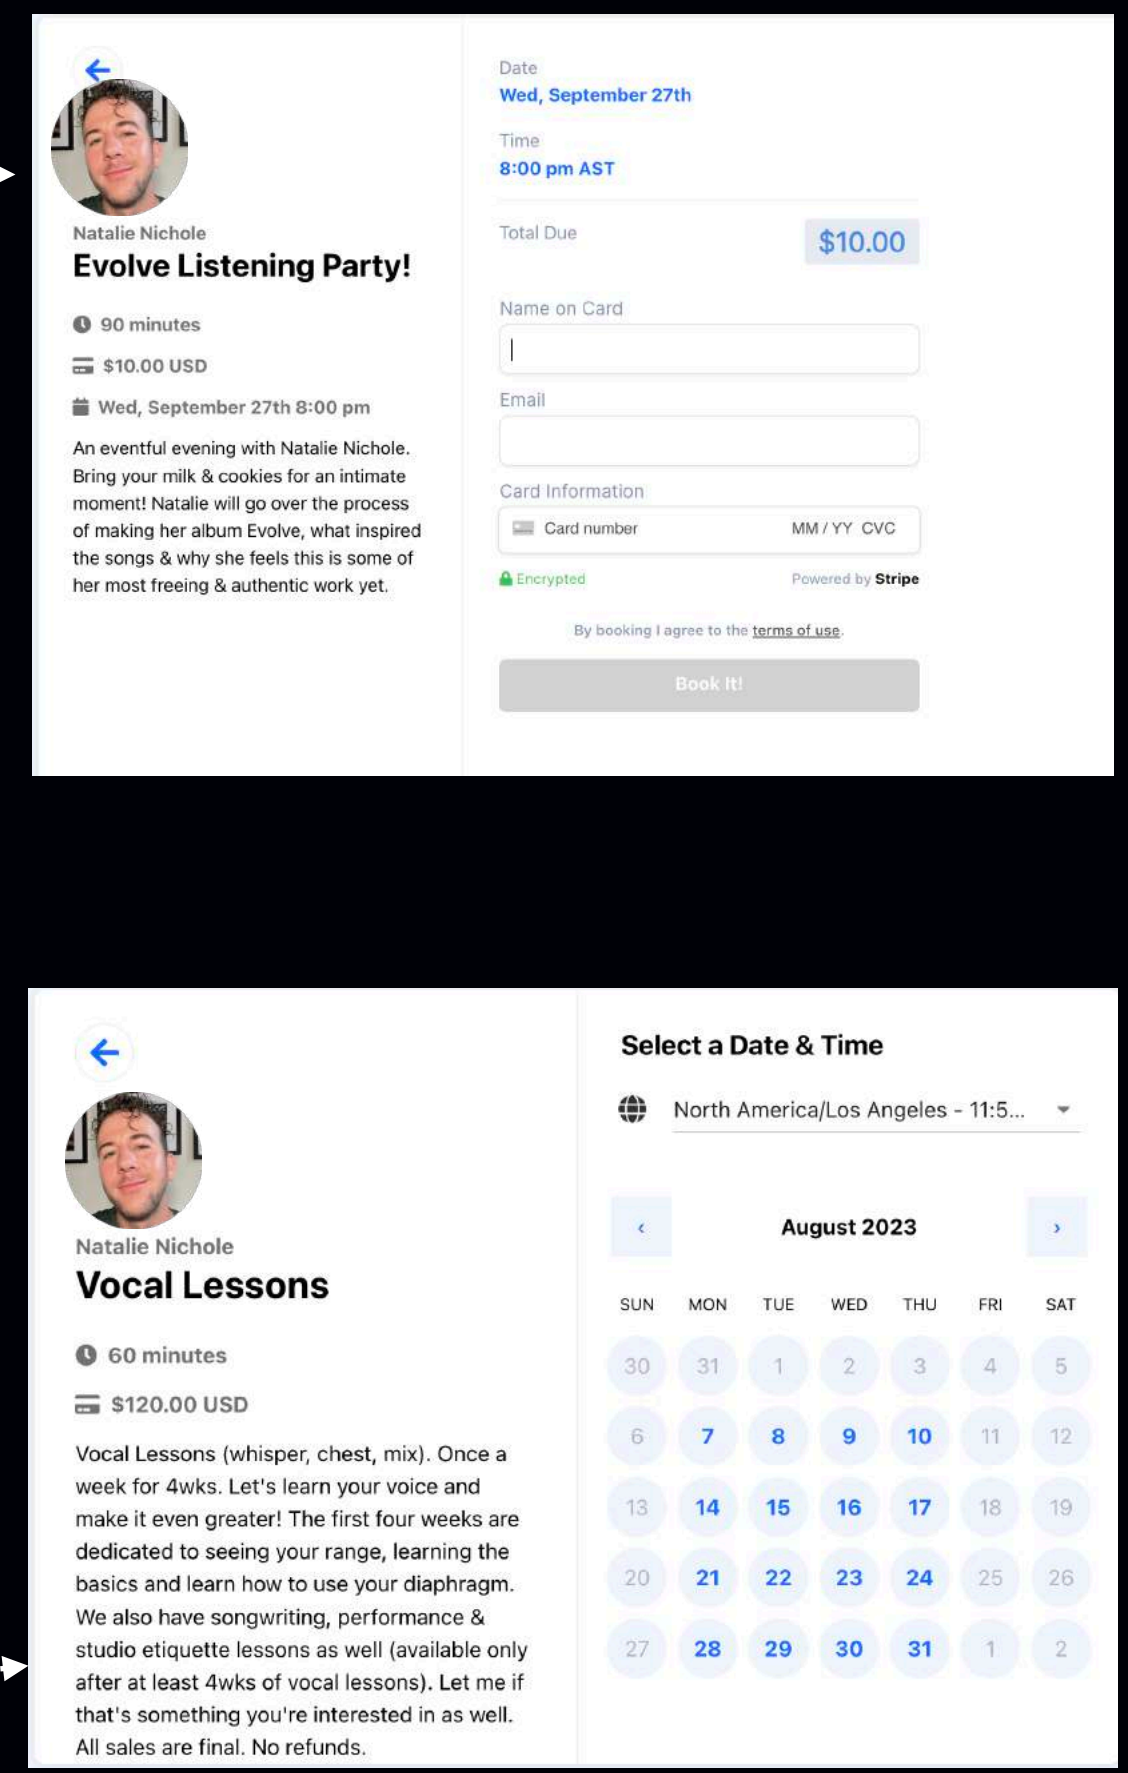 Natalie Nichole
Evolve Listening Party!
90 minutes
$10.00 USD
Wed, September 27th 8:00 pm
An eventful evening with Natalie Nichole.
Bring your milk & cookies for an intimate
moment! Natalie will go over the process
of making her album Evolve, what inspired
the songs & why she feels this is some of
her most freeing & authentic work yet.
Date
Wed, September 27th
Time
8:00 pm AST
Total Due
$10.00
Name on Card
Email
Card Information
Card number MM / YY CVC
Encrypted
Powered by Stripe
By booking I agree to the terms of use.
Book It!
Natalie Nichole
Vocal Lessons
60 minutes
$120.00 USD
Vocal Lessons (whisper, chest, mix). Once a
week for 4wks. Let's learn your voice and
make it even greater! The first four weeks are
dedicated to seeing your range, learning the
basics and learn how to use your diaphragm.
We also have songwriting, performance &
studio etiquette lessons as well (available only
after at least 4wks of vocal lessons). Let me if
that's something you're interested in as well.
All sales are final. No refunds.
Select a Date & Time
North America/Los Angeles - 11:5...
‹ August 2023 ›
SUN MON TUE WED THU FRI SAT
30 31 1 2 3 4 5
6 7 8 9 10 11 12
13 14 15 16 17 18 19
20 21 22 23 24 25 26
27 28 29 30 31 1 2